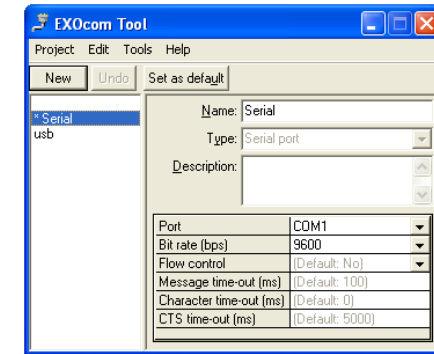 EXOcom Tool
Project Edit Tools Help
New Undo Set as default
* Serial
usb
Name: Serial
Type: Serial port
Description:
Port COM1
Bit rate (bps) 9600
Flow control (Default: No)
Message time-out (ms) (Default: 100)
Character time-out (ms) (Default: 0)
CTS time-out (ms) (Default: 5000)